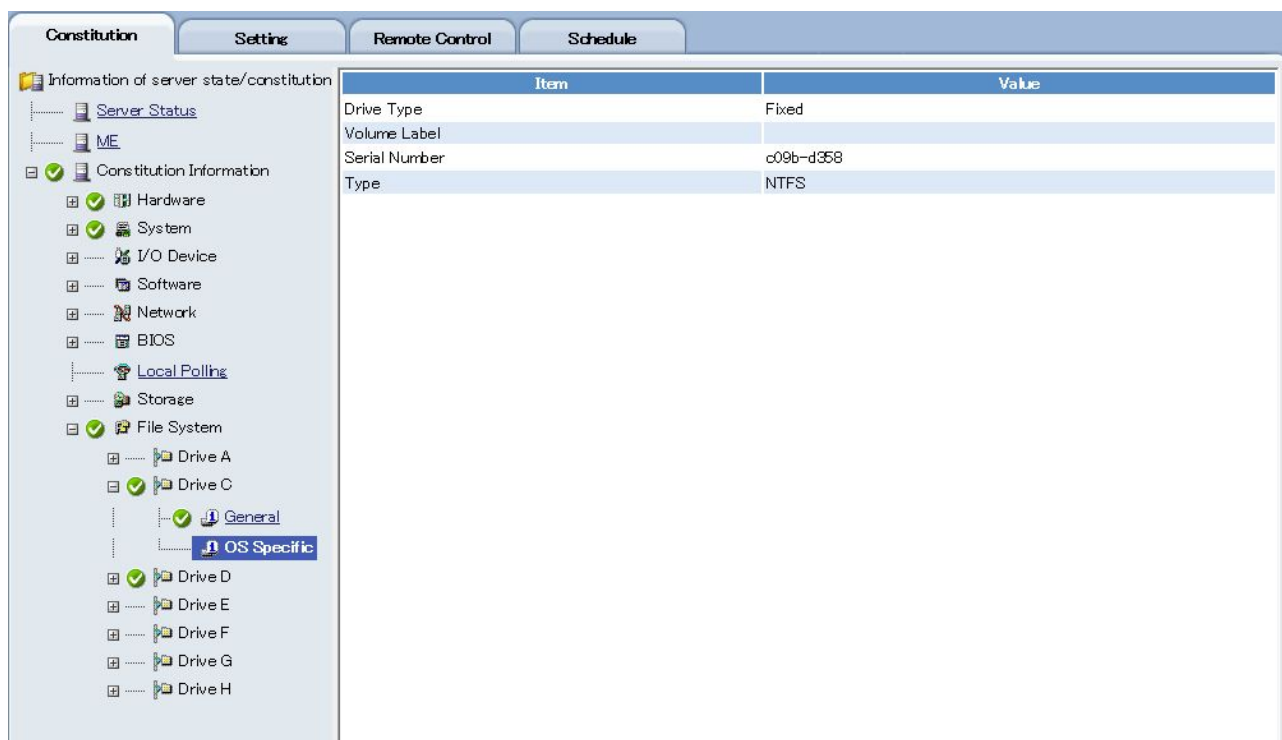 Constitution Setting Remote Control Schedule
Information of server state/constitution
Server Status
ME
Constitution Information
Hardware
System
I/O Device
Software
Network
BIOS
Local Polling
Storage
File System
Drive A
Drive C
General
OS Specific
Drive D
Drive E
Drive F
Drive G
Drive H
Item Value
Drive Type Fixed
Volume Label
Serial Number c09b-d358
Type NTFS